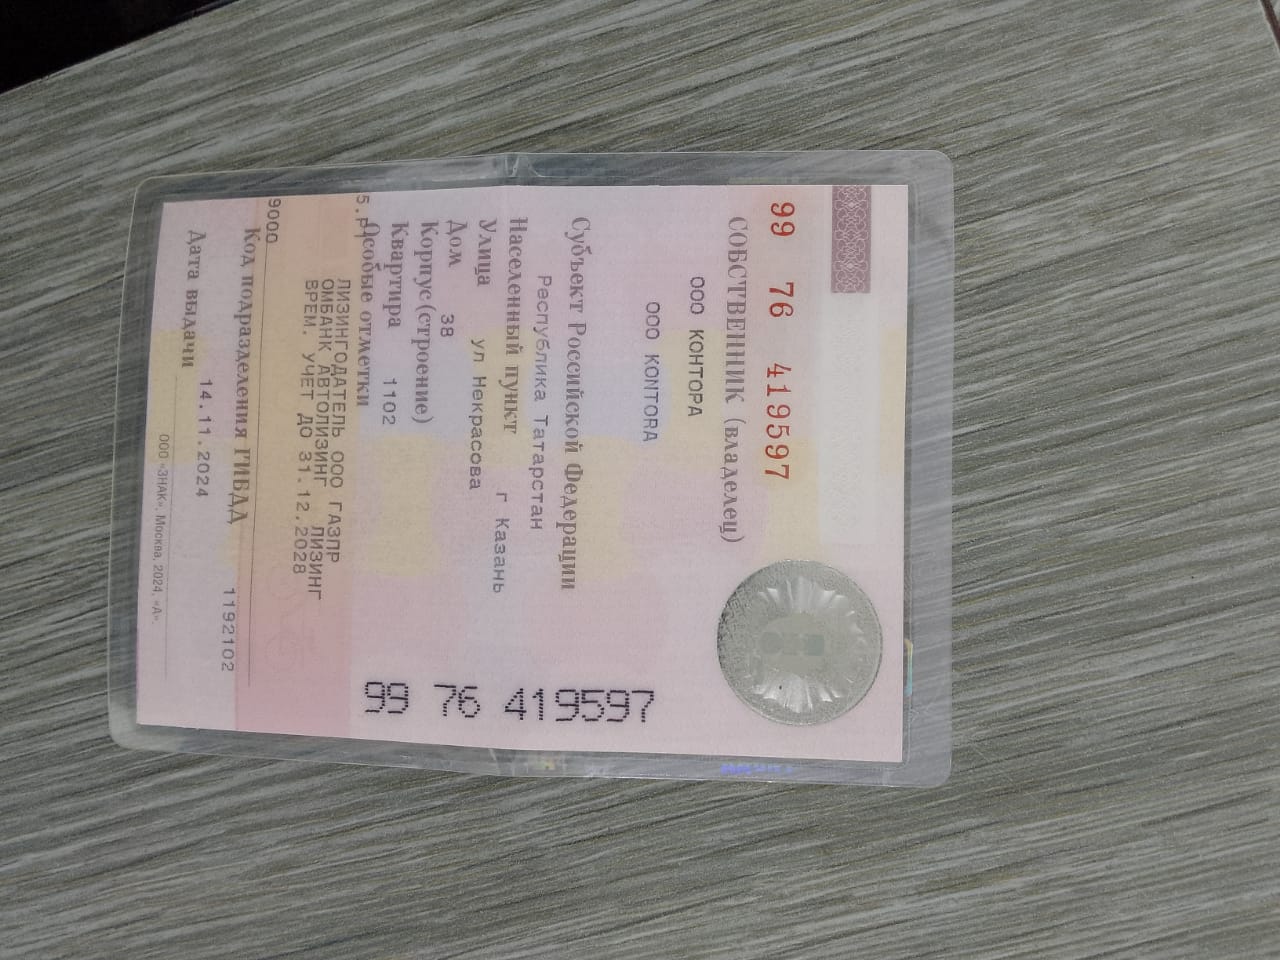 99 76 419597
СОБСТВЕННИК (владелец)
ООО КОНТОРА
ООО KONTORA
Субъект Российской Федерации
Республика Татарстан
Населенный пункт г Казань
Улица ул Некрасова
Дом 38
Корпус (строение)
Квартира 1102
Особые отметки
5.Р
ЛИЗИНГОДАТЕЛЬ ООО ГАЗПР
ОМБАНК АВТОЛИЗИНГ ЛИЗИНГ
ВРЕМ. УЧЕТ ДО 31.12.2028
9000
Код подразделения ГИБДД 1192102
Дата выдачи 14.11.2024
ООО «ЗНАК», Москва, 2024, «А».
99 76 419597